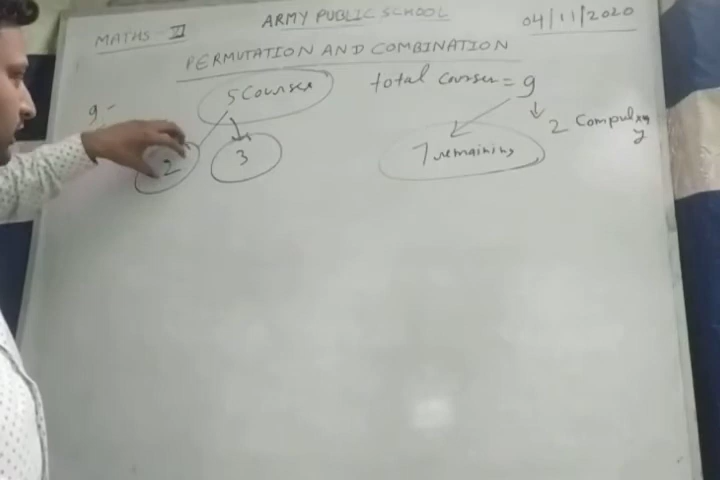 MATHS - XI
ARMY PUBLIC SCHOOL
04/11/2020
PERMUTATION AND COMBINATION
5 Courses
total Courses = 9
9 -
2 Compulsory
2
3
7 remaining